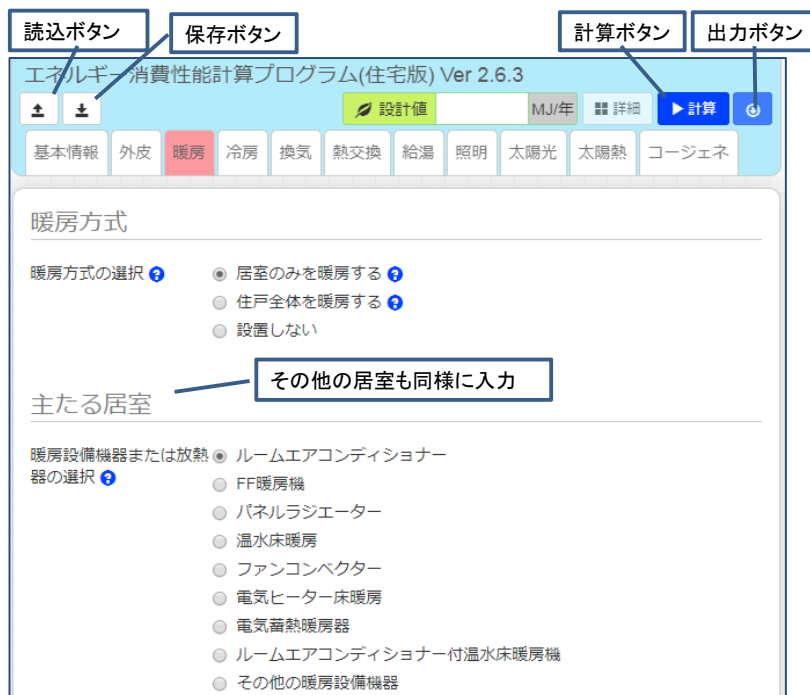 読込ボタン
保存ボタン
計算ボタン
出力ボタン
エネルギー消費性能計算プログラム(住宅版) Ver 2.6.3
設計値
MJ/年
詳細
計算
基本情報
外皮
暖房
冷房
換気
熱交換
給湯
照明
太陽光
太陽熱
コージェネ
暖房方式
暖房方式の選択
居室のみを暖房する
住戸全体を暖房する
設置しない
その他の居室も同様に入力
主たる居室
暖房設備機器または放熱
器の選択
ルームエアコンディショナー
FF暖房機
パネルラジエーター
温水床暖房
ファンコンベクター
電気ヒーター床暖房
電気蓄熱暖房器
ルームエアコンディショナー付温水床暖房機
その他の暖房設備機器